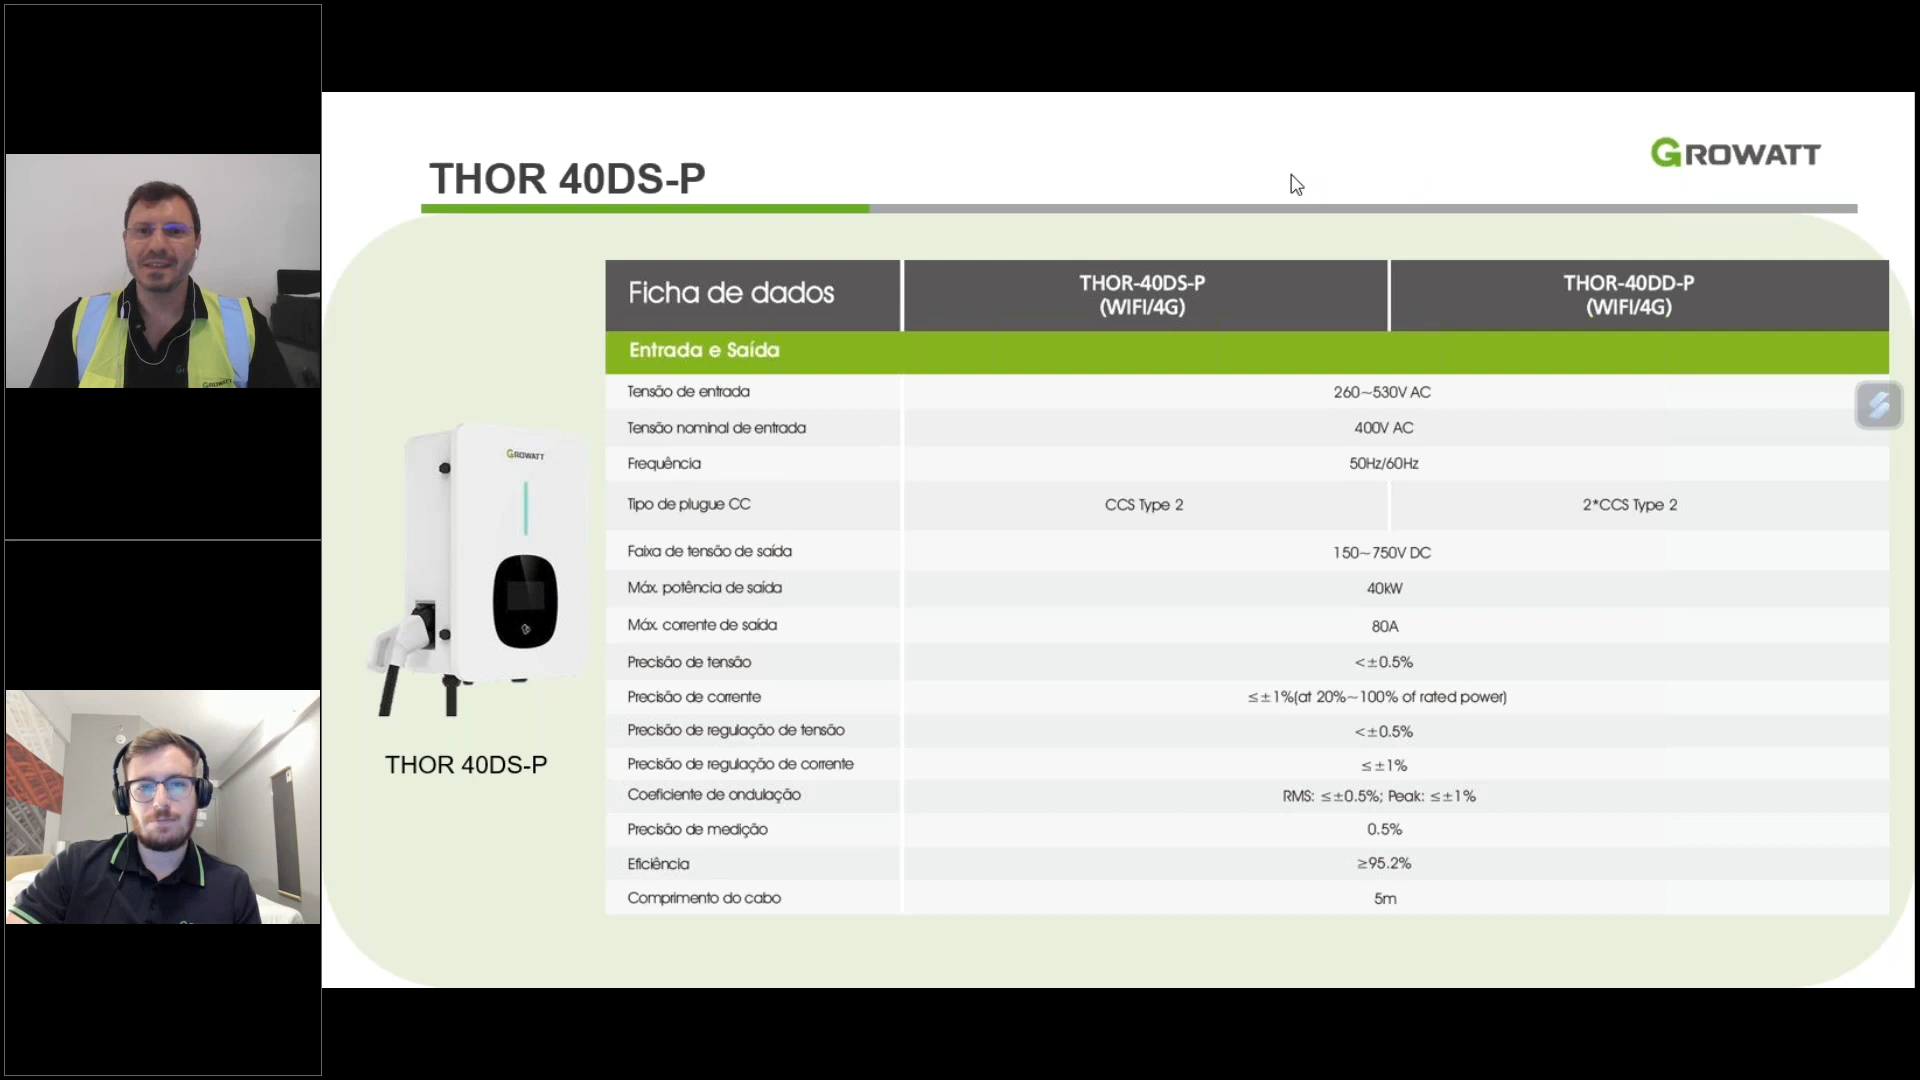 THOR 40DS-P
GROWATT
Ficha de dados
THOR-40DS-P
(WIFI/4G)
THOR-40DD-P
(WIFI/4G)
Entrada e Saída
Tensão de entrada
260~530V AC
Tensão nominal de entrada
400V AC
Frequência
50Hz/60Hz
Tipo de plugue CC
CCS Type 2
2*CCS Type 2
Faixa de tensão de saída
150~750V DC
Máx. potência de saída
40kW
Máx. corrente de saída
80A
Precisão de tensão
<±0.5%
Precisão de corrente
≤±1%(at 20%~100% of rated power)
Precisão de regulação de tensão
<±0.5%
Precisão de regulação de corrente
≤±1%
Coeficiente de ondulação
RMS: ≤±0.5%; Peak: ≤±1%
Precisão de medição
0.5%
Eficiência
≥95.2%
Comprimento do cabo
5m
GROWATT
THOR 40DS-P
GROWATT